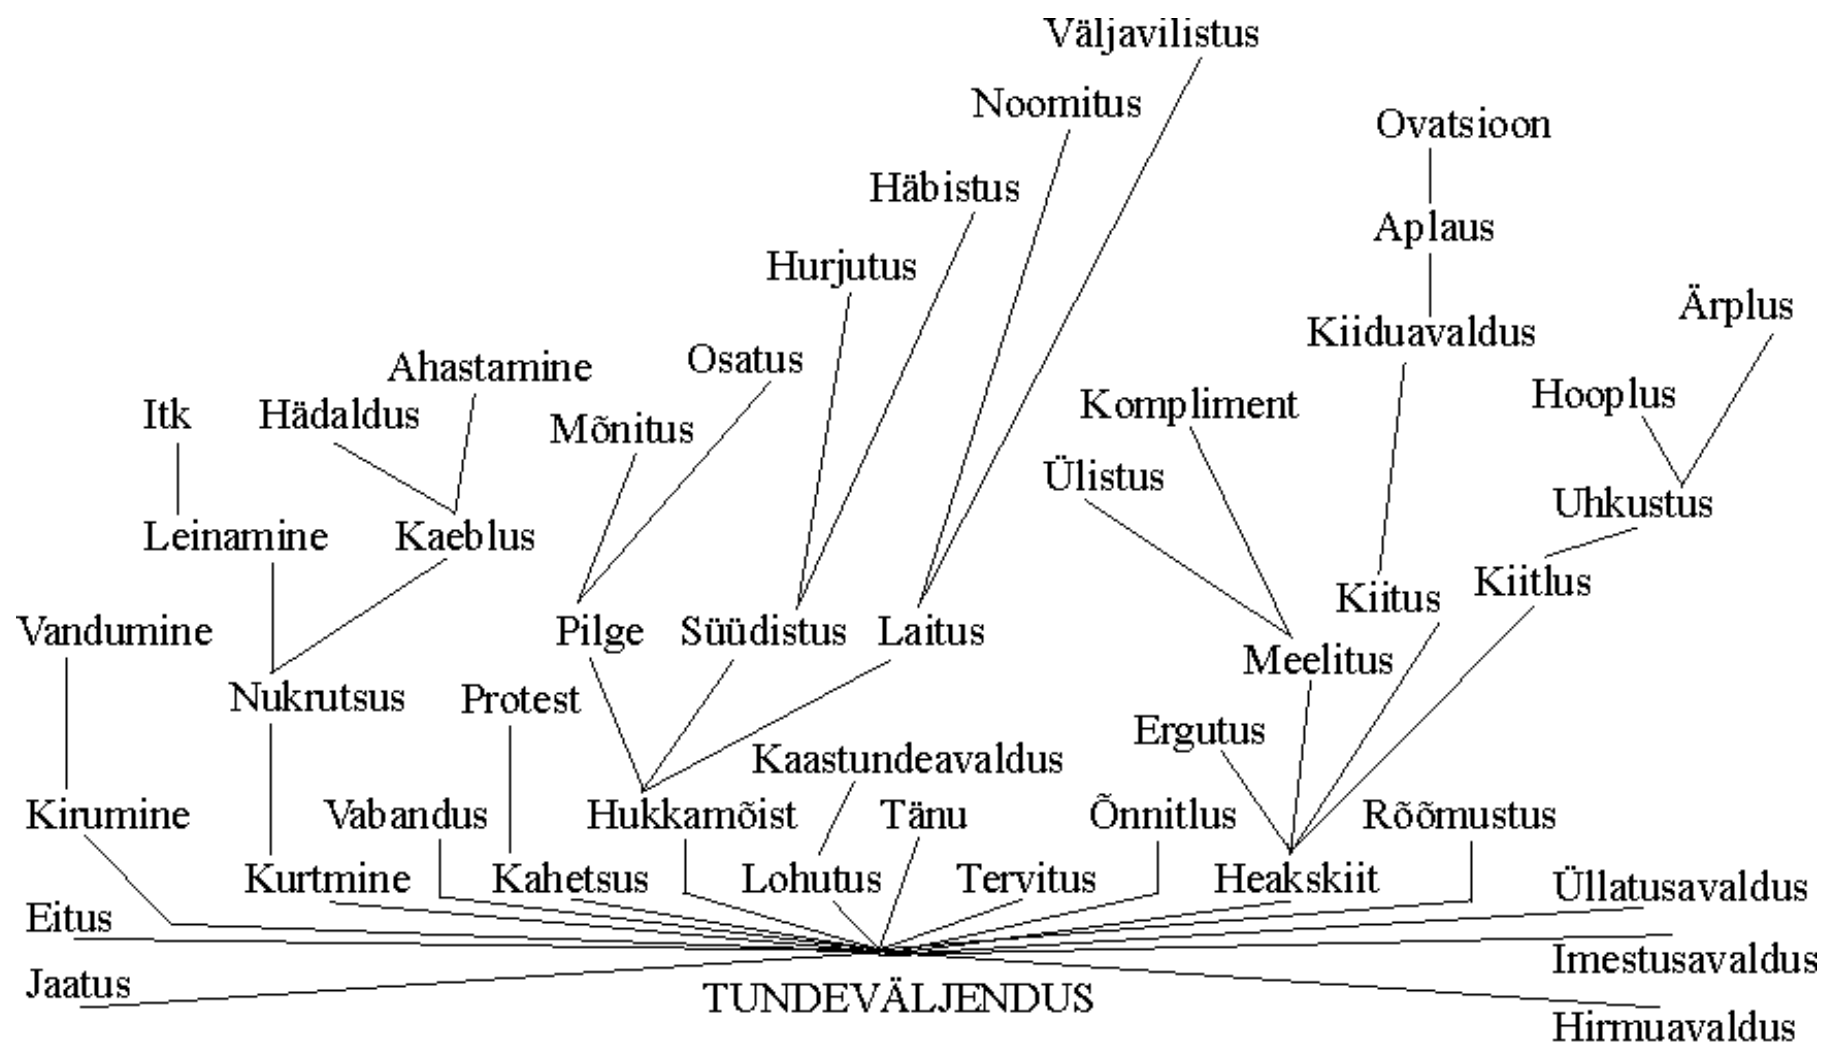 Väljavilistus
Noomitus
Ovatsioon
Häbistus
Aplaus
Hurjutus
Ärplus
Kiiduavaldus
Osatus
Ahastamine
Hooplus
Kompliment
Itk
Hädaldus
Mõnitus
Ülistus
Uhkustus
Leinamine
Kaeblus
Kiitlus
Kiitus
Vandumine
Pilge
Süüdistus
Laitus
Meelitus
Nukrutsus
Protest
Ergutus
Kaastundeavaldus
Kirumine
Vabandus
Hukkamõist
Tänu
Õnnitlus
Rõõmustus
Kurtmine
Kahetsus
Lohutus
Tervitus
Heakskiit
Üllatusavaldus
Eitus
Imestusavaldus
Jaatus
TUNDEVÄLJENDUS
Hirmuavaldus